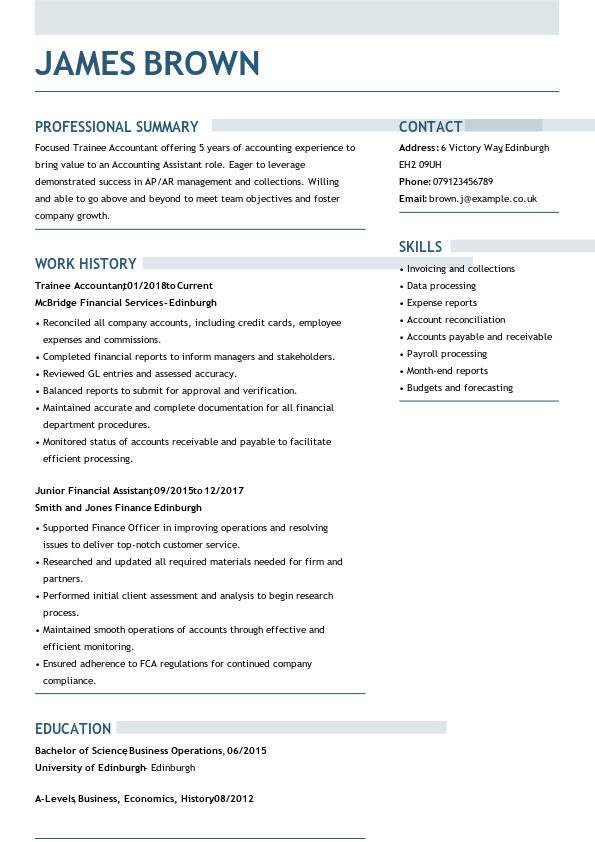 JAMES BROWN
PROFESSIONAL SUMMARY
Focused Trainee Accountant offering 5 years of accounting experience to
bring value to an Accounting Assistant role. Eager to leverage
demonstrated success in AP/AR management and collections. Willing
and able to go above and beyond to meet team objectives and foster
company growth.
WORK HISTORY
Trainee Accountant, 01/2018 to Current
McBridge Financial Services - Edinburgh
• Reconciled all company accounts, including credit cards, employee
expenses and commissions.
• Completed financial reports to inform managers and stakeholders.
• Reviewed GL entries and assessed accuracy.
• Balanced reports to submit for approval and verification.
• Maintained accurate and complete documentation for all financial
department procedures.
• Monitored status of accounts receivable and payable to facilitate
efficient processing.
Junior Financial Assistant, 09/2015 to 12/2017
Smith and Jones Finance Edinburgh
• Supported Finance Officer in improving operations and resolving
issues to deliver top-notch customer service.
• Researched and updated all required materials needed for firm and
partners.
• Performed initial client assessment and analysis to begin research
process.
• Maintained smooth operations of accounts through effective and
efficient monitoring.
• Ensured adherence to FCA regulations for continued company
compliance.
EDUCATION
Bachelor of Science, Business Operations, 06/2015
University of Edinburgh - Edinburgh
A-Levels, Business, Economics, History 08/2012
CONTACT
Address: 6 Victory Way, Edinburgh
EH2 09UH
Phone: 079123456789
Email: brown.j@example.co.uk
SKILLS
• Invoicing and collections
• Data processing
• Expense reports
• Account reconciliation
• Accounts payable and receivable
• Payroll processing
• Month-end reports
• Budgets and forecasting